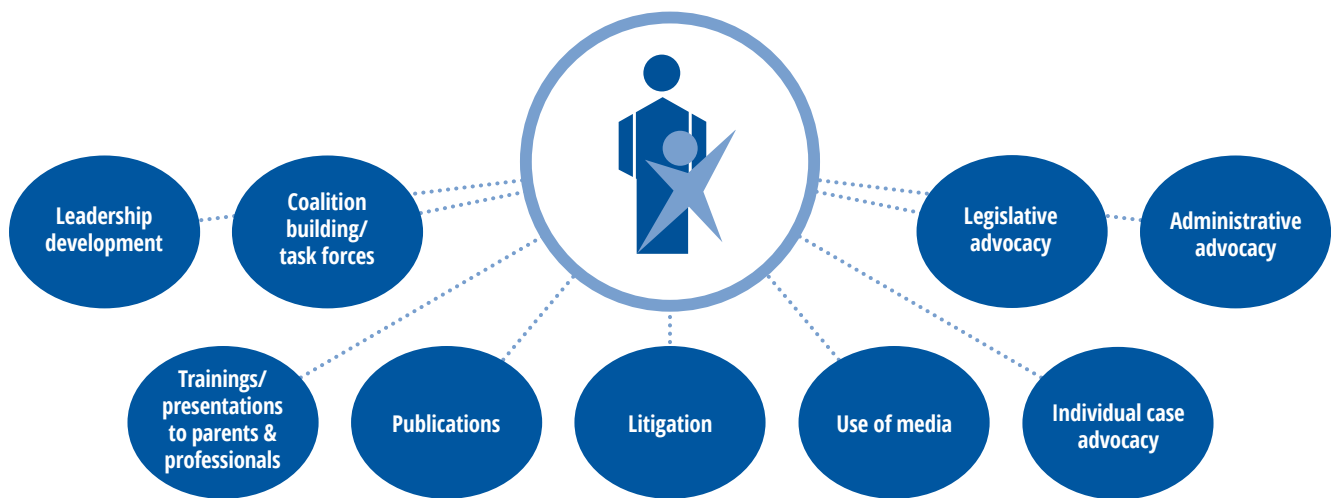 Leadership
development
Coalition
building/
task forces
Legislative
advocacy
Administrative
advocacy
Trainings/
presentations
to parents &
professionals
Publications
Litigation
Use of media
Individual case
advocacy